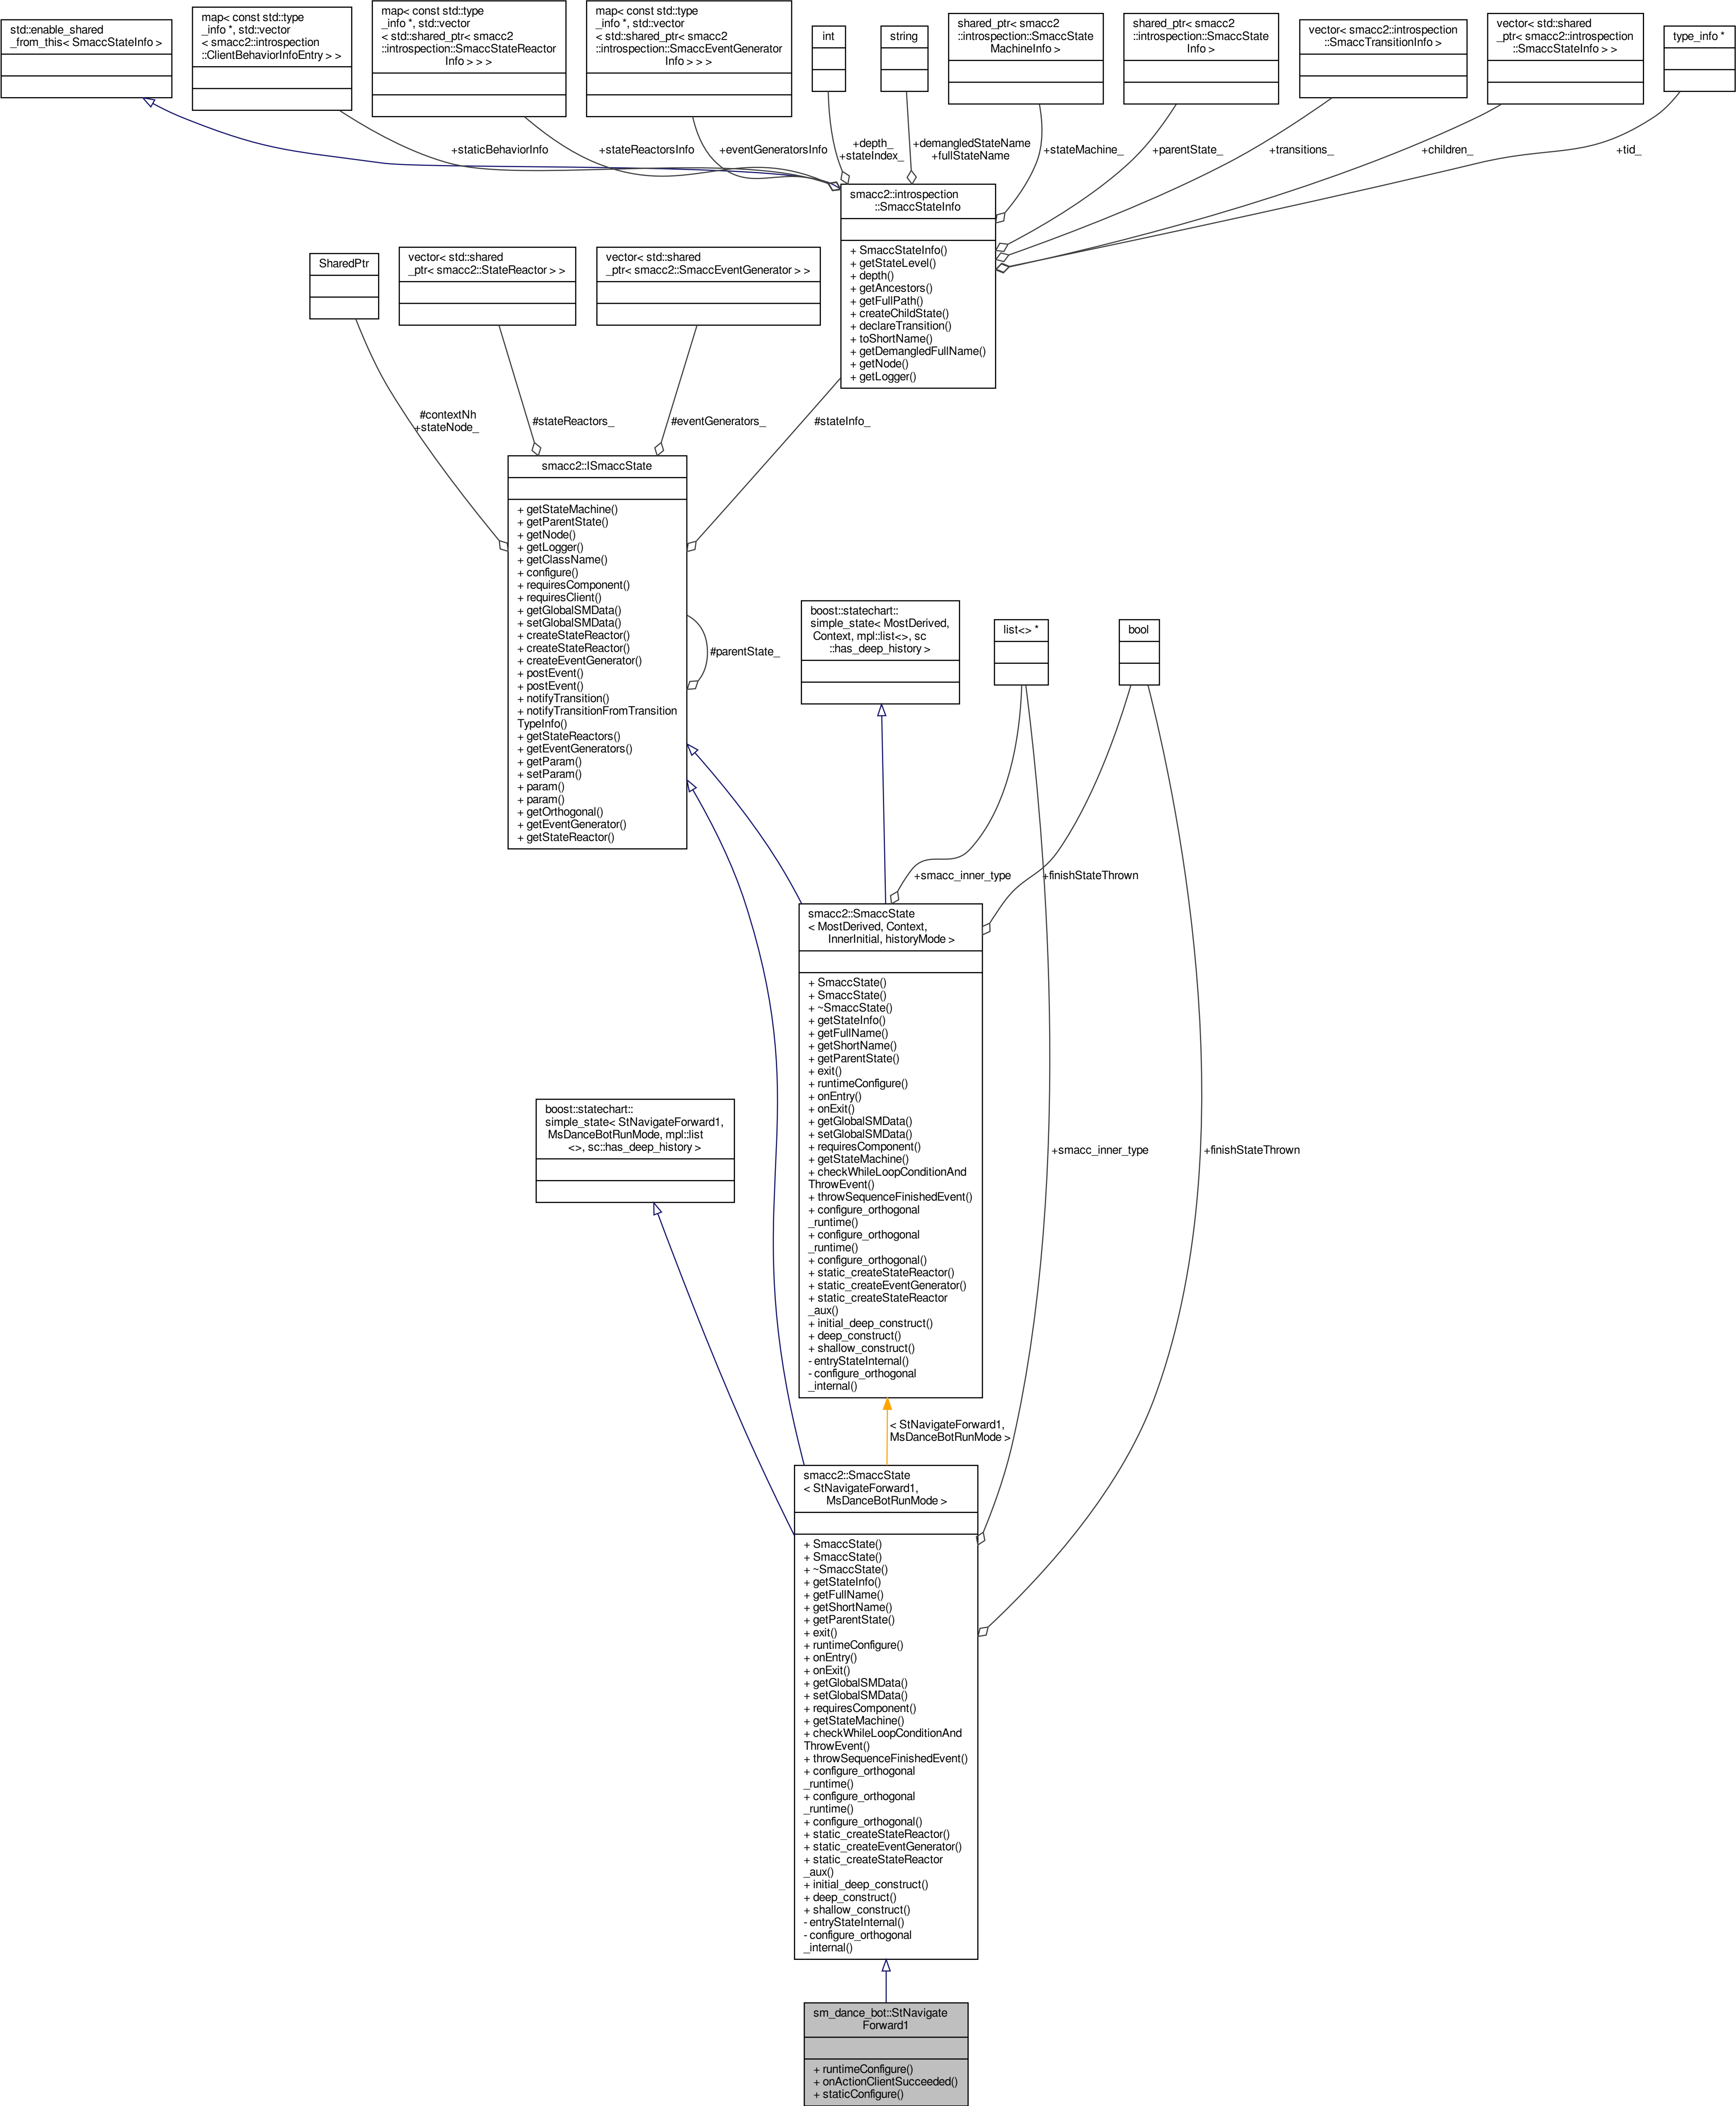 std::enable_shared
_from_this< SmaccStateInfo >
map< const std::type
_info *, std::vector
< smacc2::introspection
::ClientBehaviorInfoEntry > >
map< const std::type
_info *, std::vector
< std::shared_ptr< smacc2
::introspection::SmaccStateReactor
Info > > >
map< const std::type
_info *, std::vector
< std::shared_ptr< smacc2
::introspection::SmaccEventGenerator
Info > > >
int
string
shared_ptr< smacc2
::introspection::SmaccState
MachineInfo >
shared_ptr< smacc2
::introspection::SmaccState
Info >
vector< smacc2::introspection
::SmaccTransitionInfo >
vector< std::shared
_ptr< smacc2::introspection
::SmaccStateInfo > >
type_info *
+staticBehaviorInfo
+stateReactorsInfo
+eventGeneratorsInfo
+depth_
+stateIndex_
+demangledStateName
+fullStateName
+stateMachine_
+parentState_
+transitions_
+children_
+tid_
smacc2::introspection
::SmaccStateInfo
+ SmaccStateInfo()
+ getStateLevel()
+ depth()
+ getAncestors()
+ getFullPath()
+ createChildState()
+ declareTransition()
+ toShortName()
+ getDemangledFullName()
+ getNode()
+ getLogger()
SharedPtr
vector< std::shared
_ptr< smacc2::StateReactor > >
vector< std::shared
_ptr< smacc2::SmaccEventGenerator > >
#contextNh
+stateNode_
#stateReactors_
#eventGenerators_
#stateInfo_
smacc2::ISmaccState
+ getStateMachine()
+ getParentState()
+ getNode()
+ getLogger()
+ getClassName()
+ configure()
+ requiresComponent()
+ requiresClient()
+ getGlobalSMData()
+ setGlobalSMData()
+ createStateReactor()
+ createStateReactor()
+ createEventGenerator()
+ postEvent()
+ postEvent()
+ notifyTransition()
+ notifyTransitionFromTransition
TypeInfo()
+ getStateReactors()
+ getEventGenerators()
+ getParam()
+ setParam()
+ param()
+ param()
+ getOrthogonal()
+ getEventGenerator()
+ getStateReactor()
#parentState_
boost::statechart::
simple_state< MostDerived,
Context, mpl::list<>, sc
::has_deep_history >
list<> *
bool
+smacc_inner_type
+finishStateThrown
smacc2::SmaccState
< MostDerived, Context,
InnerInitial, historyMode >
+ SmaccState()
+ SmaccState()
+ ~SmaccState()
+ getStateInfo()
+ getFullName()
+ getShortName()
+ getParentState()
+ exit()
+ runtimeConfigure()
+ onEntry()
+ onExit()
+ getGlobalSMData()
+ setGlobalSMData()
+ requiresComponent()
+ getStateMachine()
+ checkWhileLoopConditionAnd
ThrowEvent()
+ throwSequenceFinishedEvent()
+ configure_orthogonal
_runtime()
+ configure_orthogonal
_runtime()
+ configure_orthogonal()
+ static_createStateReactor()
+ static_createEventGenerator()
+ static_createStateReactor
_aux()
+ initial_deep_construct()
+ deep_construct()
+ shallow_construct()
- entryStateInternal()
- configure_orthogonal
_internal()
boost::statechart::
simple_state< StNavigateForward1,
MsDanceBotRunMode, mpl::list
<>, sc::has_deep_history >
+smacc_inner_type
+finishStateThrown
< StNavigateForward1,
MsDanceBotRunMode >
smacc2::SmaccState
< StNavigateForward1,
MsDanceBotRunMode >
+ SmaccState()
+ SmaccState()
+ ~SmaccState()
+ getStateInfo()
+ getFullName()
+ getShortName()
+ getParentState()
+ exit()
+ runtimeConfigure()
+ onEntry()
+ onExit()
+ getGlobalSMData()
+ setGlobalSMData()
+ requiresComponent()
+ getStateMachine()
+ checkWhileLoopConditionAnd
ThrowEvent()
+ throwSequenceFinishedEvent()
+ configure_orthogonal
_runtime()
+ configure_orthogonal
_runtime()
+ configure_orthogonal()
+ static_createStateReactor()
+ static_createEventGenerator()
+ static_createStateReactor
_aux()
+ initial_deep_construct()
+ deep_construct()
+ shallow_construct()
- entryStateInternal()
- configure_orthogonal
_internal()
sm_dance_bot::StNavigate
Forward1
+ runtimeConfigure()
+ onActionClientSucceeded()
+ staticConfigure()